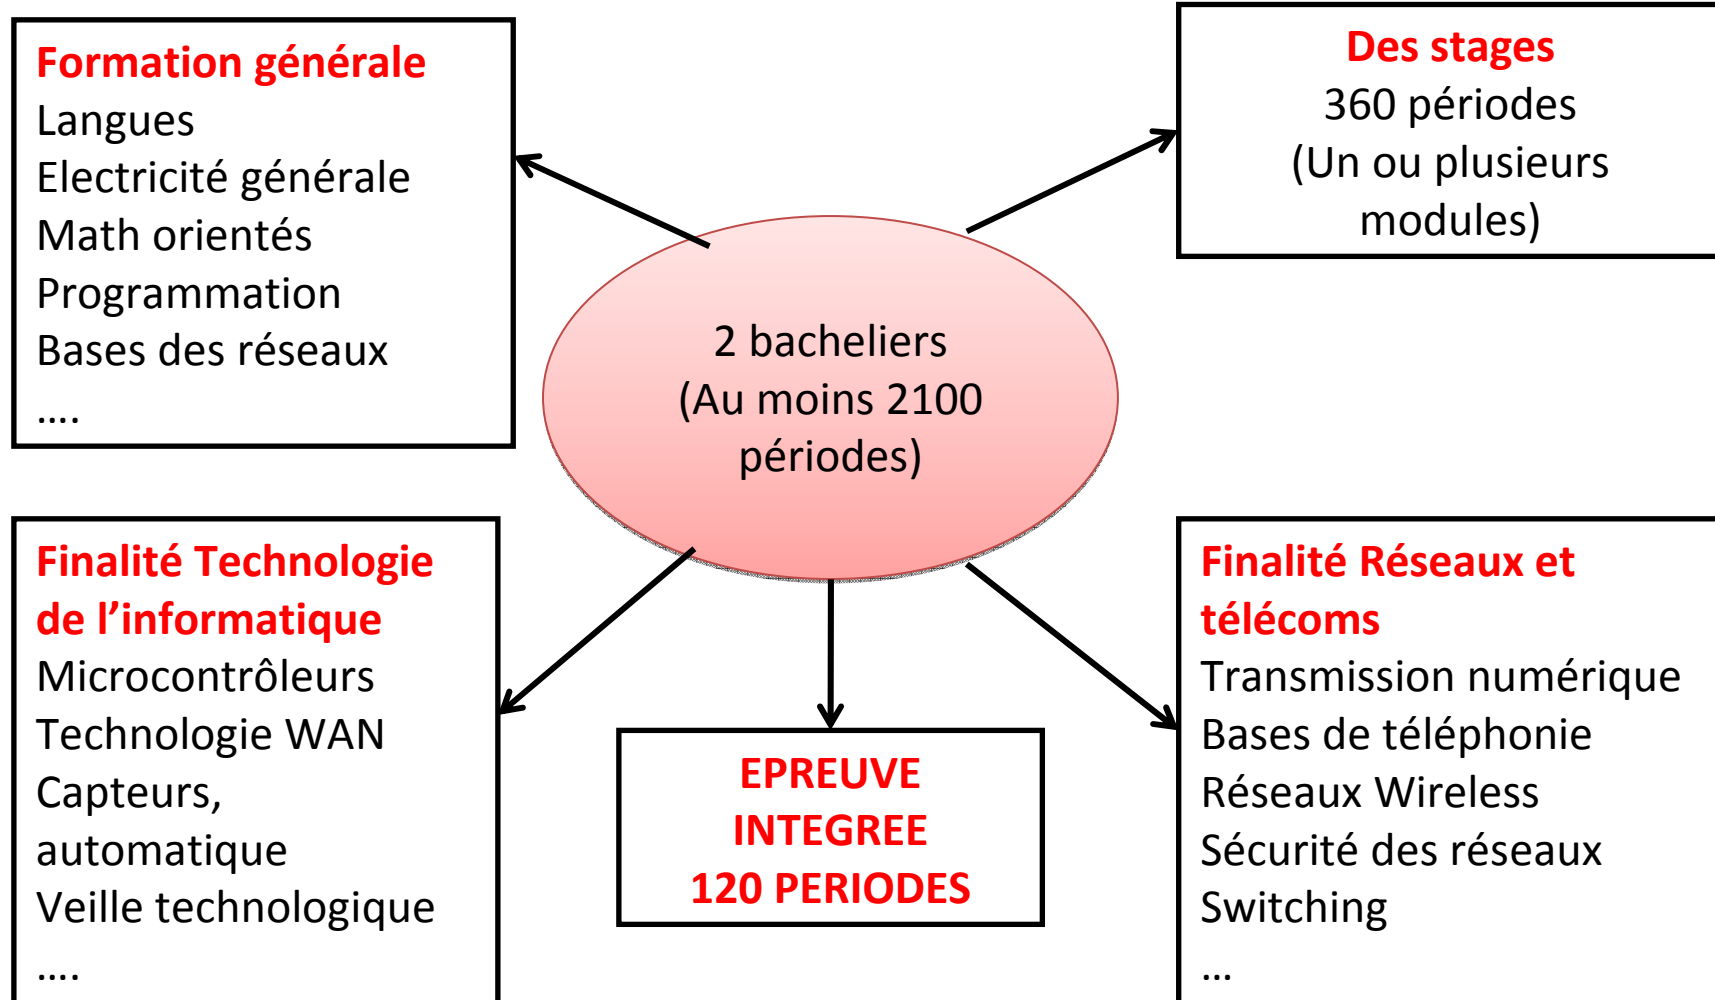 Formation générale
Langues
Electricité générale
Math orientés
Programmation
Bases des réseaux
....
Des stages
360 périodes
(Un ou plusieurs
modules)
2 bacheliers
(Au moins 2100
périodes)
Finalité Technologie
de l’informatique
Microcontrôleurs
Technologie WAN
Capteurs,
automatique
Veille technologique
....
EPREUVE
INTEGREE
120 PERIODES
Finalité Réseaux et
télécoms
Transmission numérique
Bases de téléphonie
Réseaux Wireless
Sécurité des réseaux
Switching
...